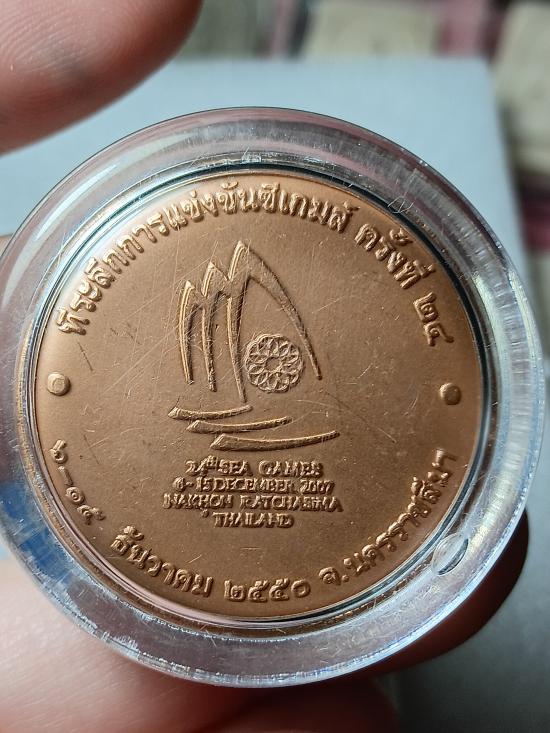 ที่ระลึกการแข่งขันซีเกมส์ ครั้งที่ ๒๔
24th SEA GAMES
6-15 DECEMBER 2007
NAKHON RATCHASIMA
THAILAND
๖-๑๕ ธันวาคม ๒๕๕๐ จ.นครราชสีมา